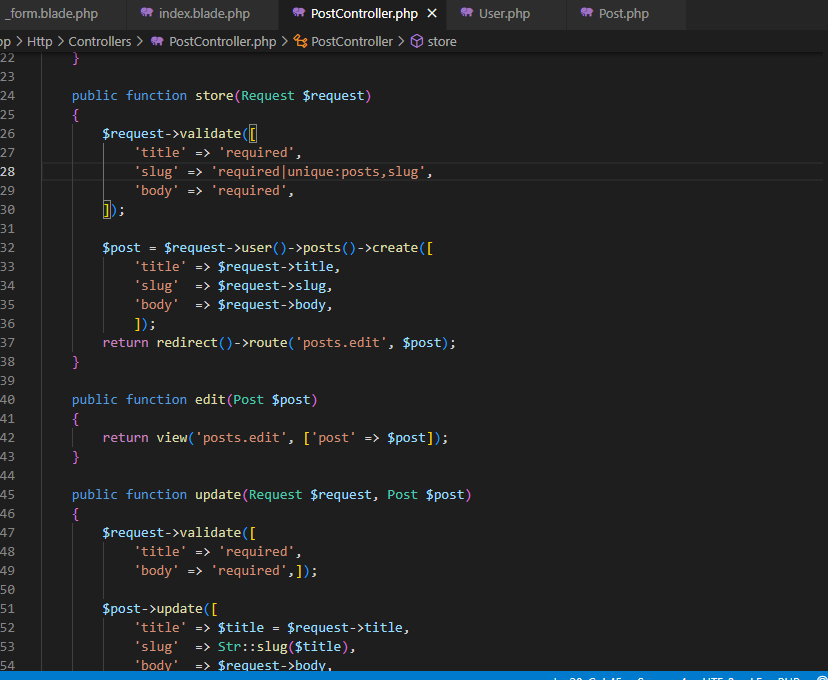 _form.blade.php index.blade.php PostController.php User.php Post.php
Http > Controllers > PostController.php > PostController > store
22 }
23
24 public function store(Request $request)
25 {
26 $request->validate([
27 'title' => 'required',
28 'slug' => 'required|unique:posts,slug',
29 'body' => 'required',
30 ]);
31
32 $post = $request->user()->posts()->create([
33 'title' => $request->title,
34 'slug'  => $request->slug,
35 'body'  => $request->body,
36 ]);
37 return redirect()->route('posts.edit', $post);
38 }
39
40 public function edit(Post $post)
41 {
42 return view('posts.edit', ['post' => $post]);
43 }
44
45 public function update(Request $request, Post $post)
46 {
47 $request->validate([
48 'title' => 'required',
49 'body' => 'required',]);
50
51 $post->update([
52 'title' => $title = $request->title,
53 'slug'  => Str::slug($title),
54 'body'  => $request->body,